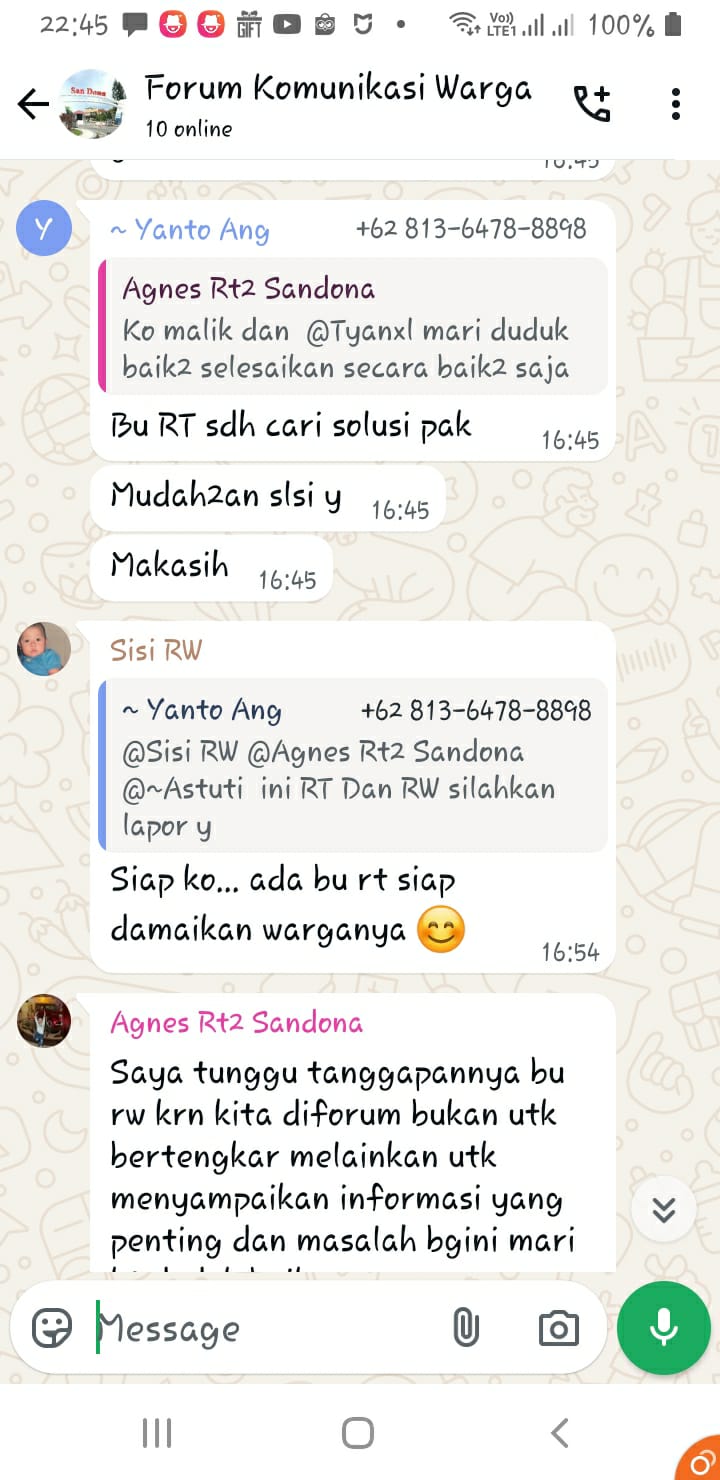 22:45
GIFT
Vo))
LTE1
100%
San Dona
Forum Komunikasi Warga
10 online
16:45
~ Yanto Ang +62 813-6478-8898
Y
Agnes Rt2 Sandona
Ko malik dan @Tyanxl mari duduk
baik2 selesaikan secara baik2 saja
Bu RT sdh cari solusi pak 16:45
Mudah2an slsi y 16:45
Makasih 16:45
Sisi RW
~ Yanto Ang +62 813-6478-8898
@Sisi RW @Agnes Rt2 Sandona
@~Astuti ini RT Dan RW silahkan
lapor y
Siap ko... ada bu rt siap
damaikan warganya 😊 16:54
Agnes Rt2 Sandona
Saya tunggu tanggapannya bu
rw krn kita diforum bukan utk
bertengkar melainkan utk
menyampaikan informasi yang
penting dan masalah bgini mari
Message